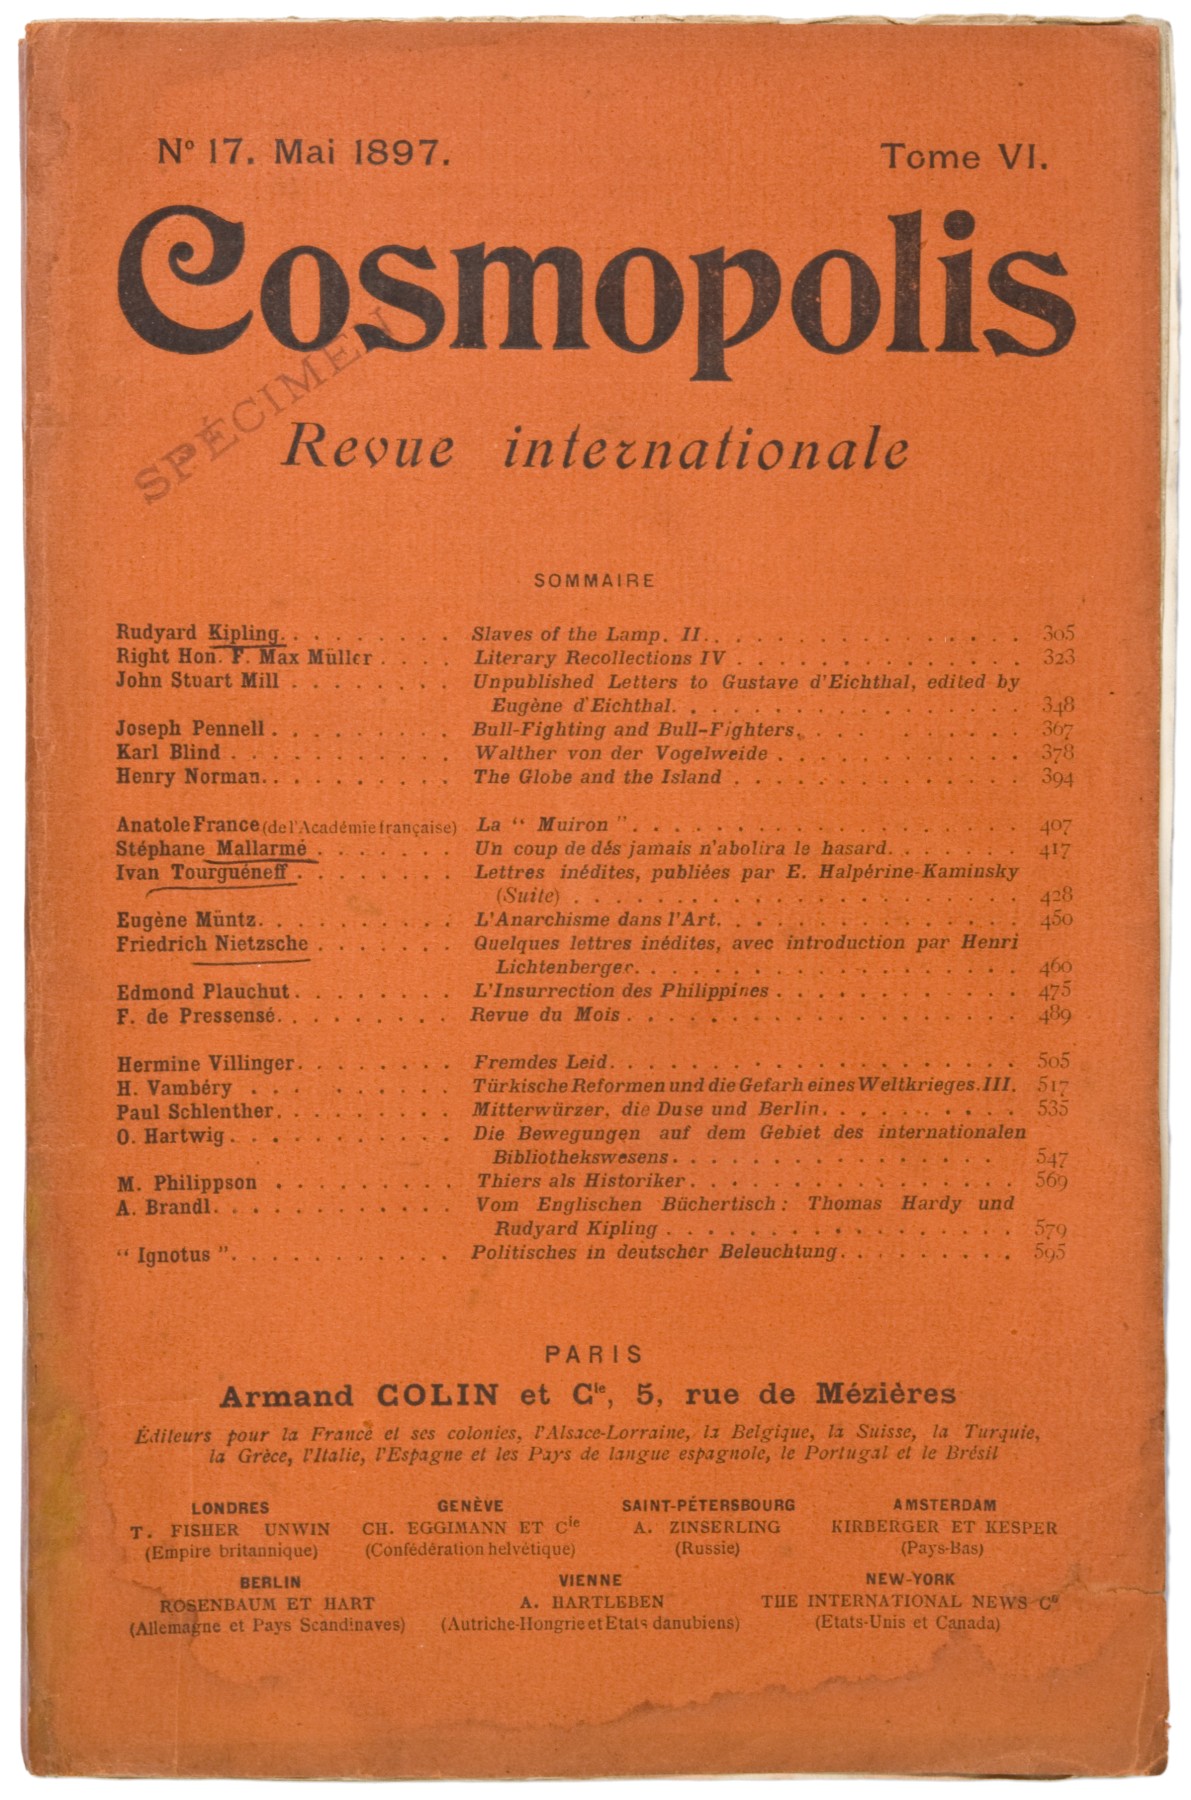 Nº 17. Mai 1897.
Tome VI.
Cosmopolis
SPÉCIMEN
Revue internationale
SOMMAIRE
Rudyard Kipling. . . . . . . . Slaves of the Lamp. II. . . . . . . . . . . . . . . . 305
Right Hon. F. Max Müller . . . . Literary Recollections IV . . . . . . . . . . . . . . 323
John Stuart Mill . . . . . . . . Unpublished Letters to Gustave d'Eichthal, edited by
Eugène d'Eichthal. . . . . . . . . . . . . . . . . 348
Joseph Pennell . . . . . . . . . Bull-Fighting and Bull-Fighters. . . . . . . . . . . 367
Karl Blind . . . . . . . . . . . Walther von der Vogelweide . . . . . . . . . . . . . 378
Henry Norman. . . . . . . . . . The Globe and the Island . . . . . . . . . . . . . . 394
Anatole France (de l'Académie française) La “ Muiron ”. . . . . . . . . . . . . . . . . 407
Stéphane Mallarmé . . . . . . . Un coup de dés jamais n'abolira le hasard. . . . . . . 417
Ivan Tourguéneff . . . . . . . . Lettres inédites, publiées par E. Halpérine-Kaminsky
(Suite) . . . . . . . . . . . . . . . . . . . . 428
Eugène Müntz. . . . . . . . . . L'Anarchisme dans l'Art. . . . . . . . . . . . . . 450
Friedrich Nietzsche . . . . . . . Quelques lettres inédites, avec introduction par Henri
Lichtenberger. . . . . . . . . . . . . . . . . . 460
Edmond Plauchut. . . . . . . . L'Insurrection des Philippines . . . . . . . . . . . . 475
F. de Pressensé. . . . . . . . . Revue du Mois . . . . . . . . . . . . . . . . . . 489
Hermine Villinger. . . . . . . . Fremdes Leid. . . . . . . . . . . . . . . . . . . 505
H. Vambéry . . . . . . . . . . Türkische Reformen und die Gefarh eines Weltkrieges. III. 517
Paul Schlenther. . . . . . . . . Mitterwürzer, die Duse und Berlin. . . . . . . . . . 535
O. Hartwig. . . . . . . . . . . Die Bewegungen auf dem Gebiet des internationalen
Bibliothekswesens. . . . . . . . . . . . . . . . 547
M. Philippson . . . . . . . . . Thiers als Historiker. . . . . . . . . . . . . . . . 569
A. Brandl. . . . . . . . . . . . Vom Englischen Büchertisch : Thomas Hardy und
Rudyard Kipling . . . . . . . . . . . . . . . . . 579
“ Ignotus ”. . . . . . . . . . . Politisches in deutscher Beleuchtung. . . . . . . . . 595
PARIS
Armand COLIN et Cie, 5, rue de Mézières
Éditeurs pour la France et ses colonies, l'Alsace-Lorraine, la Belgique, la Suisse, la Turquie,
la Grèce, l'Italie, l'Espagne et les Pays de langue espagnole, le Portugal et le Brésil
LONDRES GENÈVE SAINT-PÉTERSBOURG AMSTERDAM
T. FISHER UNWIN CH. EGGIMANN ET Cie A. ZINSERLING KIRBERGER ET KESPER
(Empire britannique) (Confédération helvétique) (Russie) (Pays-Bas)
BERLIN VIENNE NEW-YORK
ROSENBAUM ET HART A. HARTLEBEN THE INTERNATIONAL NEWS Cº
(Allemagne et Pays Scandinaves) (Autriche-Hongrie et Etats danubiens) (Etats-Unis et Canada)